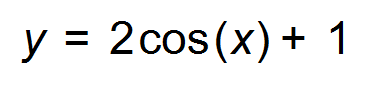 y = 2cos(x)+ 1